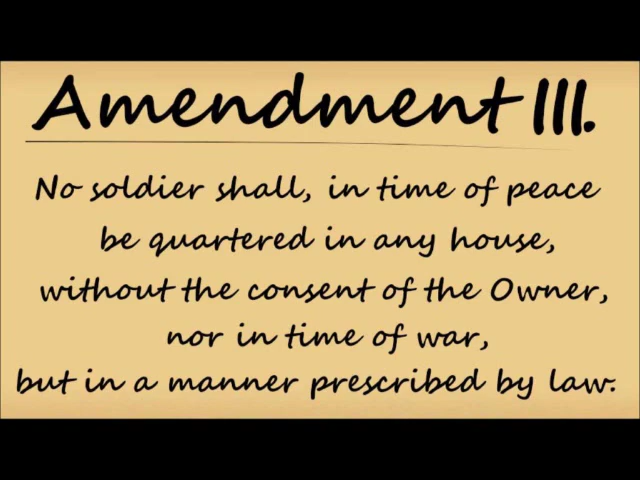 Amendment III.
No soldier shall, in time of peace
be quartered in any house,
without the consent of the Owner,
nor in time of war,
but in a manner prescribed by law.